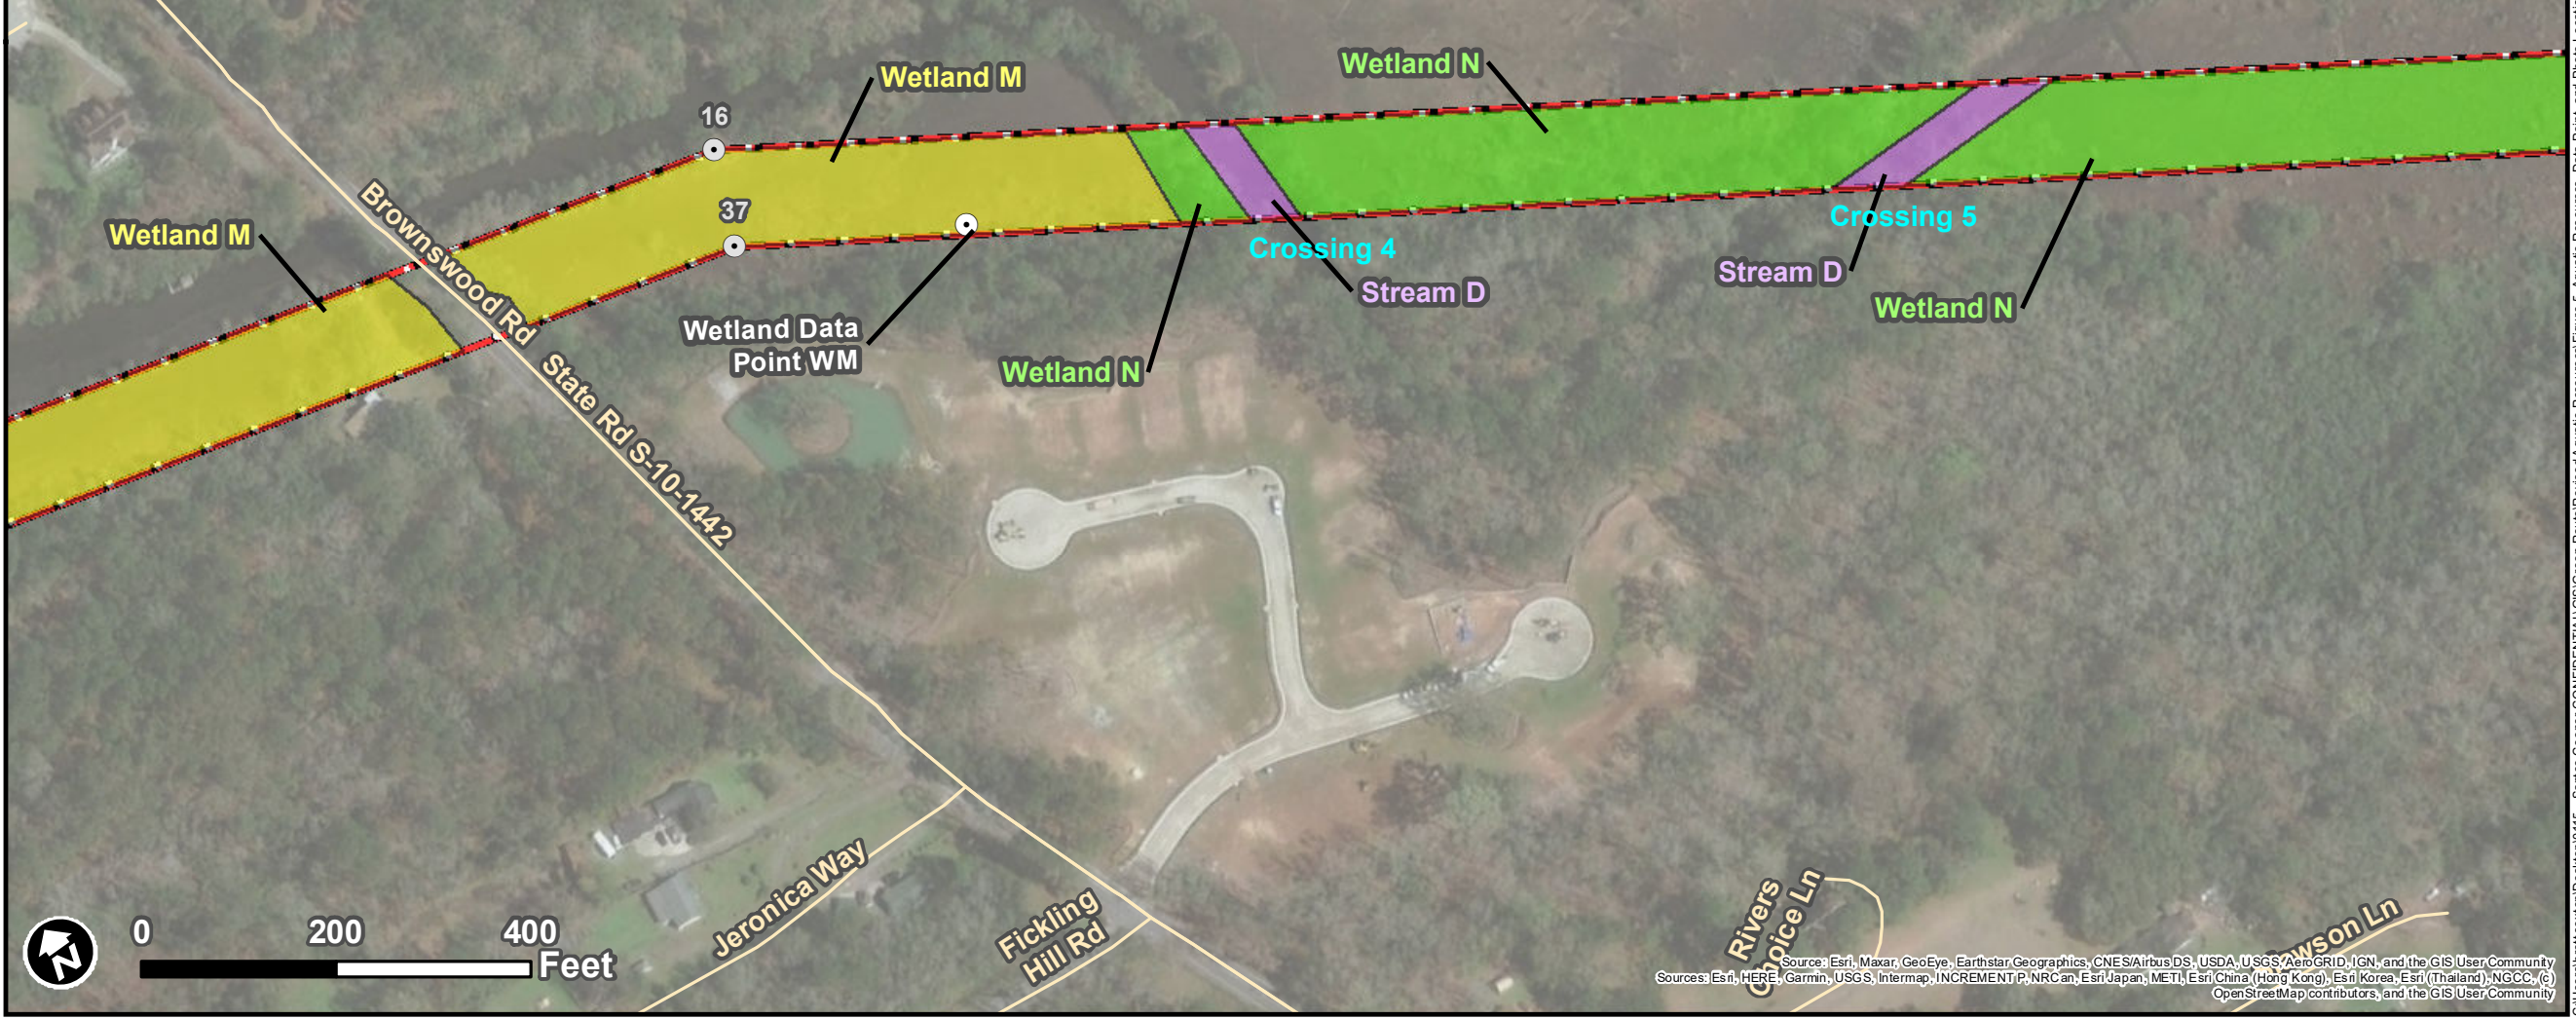 Wetland M
Wetland N
16
37
Wetland M
Brownswood Rd
State Rd S-10-1442
Crossing 4
Crossing 5
Stream D
Stream D
Wetland N
Wetland Data
Point WM
Wetland N
Jeronica Way
Fickling
Hill Rd
Rivers
Choice Ln
0 200 400
Feet
N
Source: Esri, Maxar, GeoEye, Earthstar Geographics, CNES/Airbus DS, USDA, USGS, AeroGRID, IGN, and the GIS User Community
Sources: Esri, HERE, Garmin, USGS, Intermap, INCREMENT P, NRCan, Esri Japan, METI, Esri China (Hong Kong), Esri Korea, Esri (Thailand), NGCC, (c)
OpenStreetMap contributors, and the GIS User Community